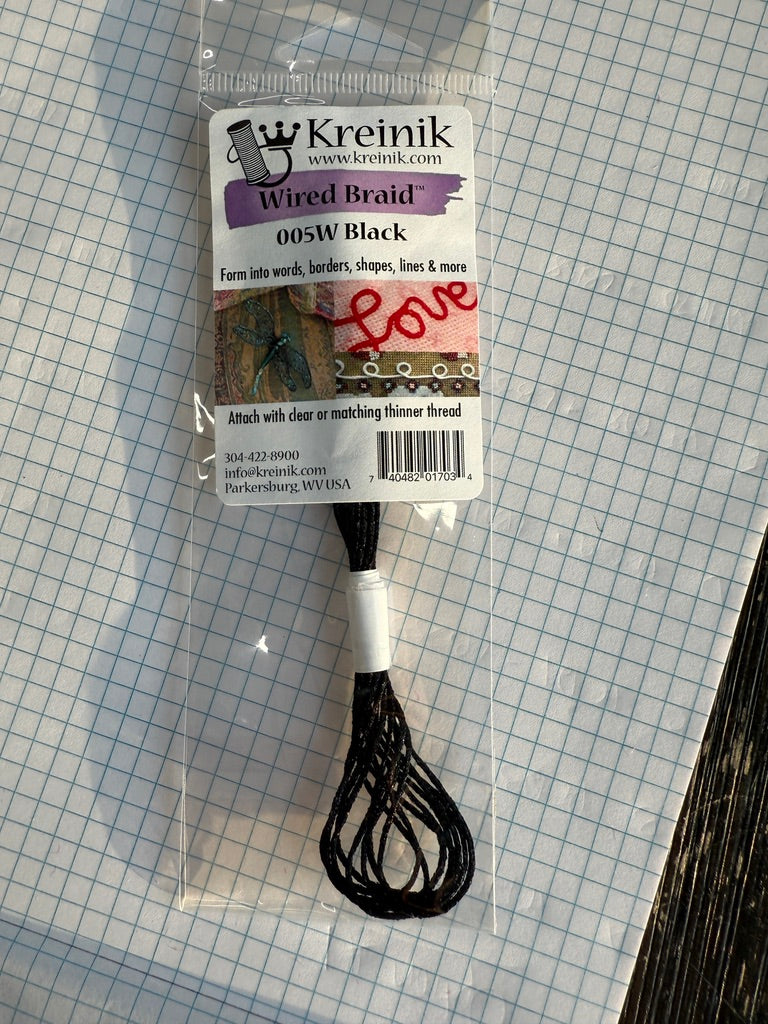 Kreinik
www.kreinik.com
Wired Braid™
005W Black
Form into words, borders, shapes, lines & more
Love
Attach with clear or matching thinner thread
304-422-8900
info@kreinik.com
Parkersburg, WV USA
7 40482 01703 4